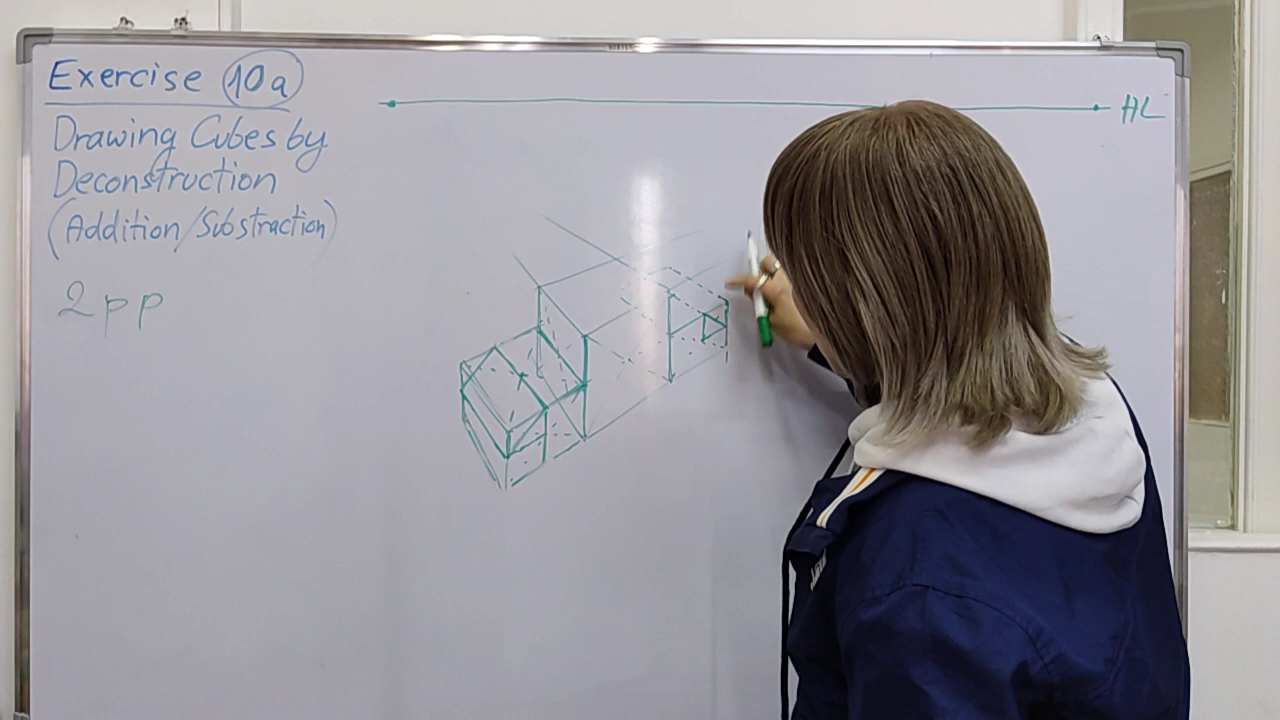 Exercise 10a
HL
Drawing Cubes by
Deconstruction
(Addition/Substraction)
2pp